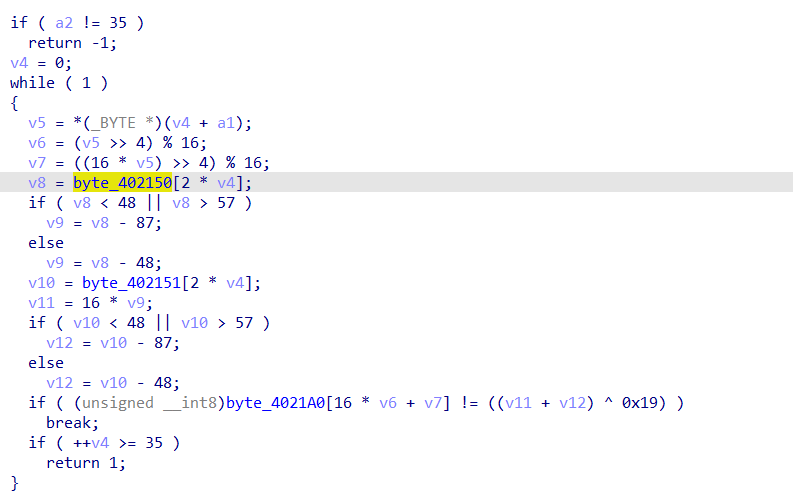 if ( a2 != 35 )
  return -1;
v4 = 0;
while ( 1 )
{
  v5 = *(_BYTE *)(v4 + a1);
  v6 = (v5 >> 4) % 16;
  v7 = ((16 * v5) >> 4) % 16;
  v8 = byte_402150[2 * v4];
  if ( v8 < 48 || v8 > 57 )
    v9 = v8 - 87;
  else
    v9 = v8 - 48;
  v10 = byte_402151[2 * v4];
  v11 = 16 * v9;
  if ( v10 < 48 || v10 > 57 )
    v12 = v10 - 87;
  else
    v12 = v10 - 48;
  if ( (unsigned __int8)byte_4021A0[16 * v6 + v7] != ((v11 + v12) ^ 0x19) )
    break;
  if ( ++v4 >= 35 )
    return 1;
}